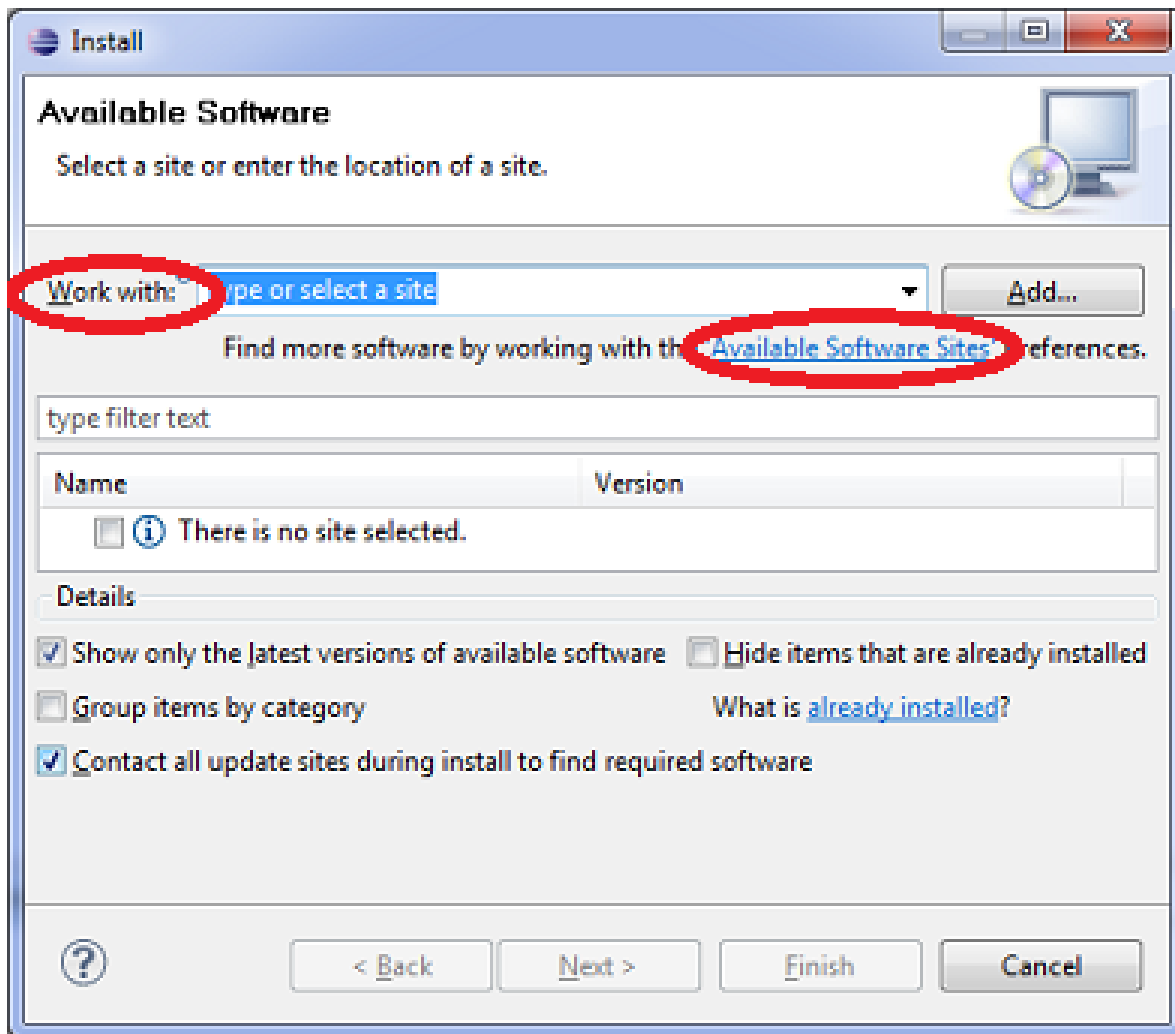 Install
Available Software
Select a site or enter the location of a site.
Work with: ype or select a site Add...
Find more software by working with th Available Software Sites references.
type filter text
Name Version
There is no site selected.
Details
Show only the latest versions of available software Hide items that are already installed
Group items by category What is already installed?
Contact all update sites during install to find required software
? < Back Next > Finish Cancel